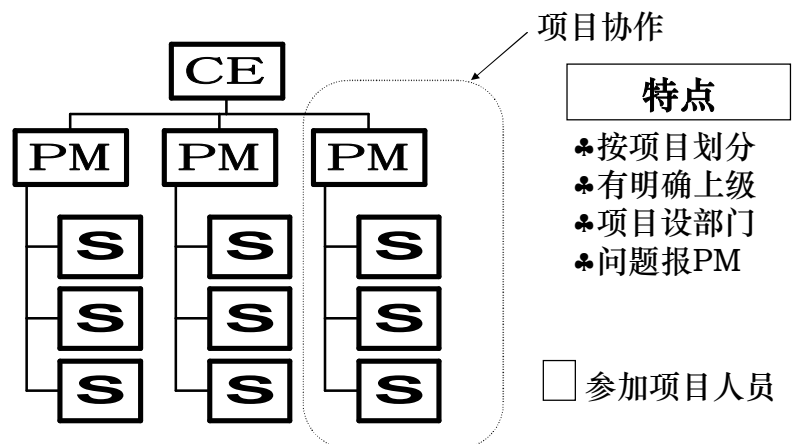 项目协作
CE
特点
PM PM PM
♣按项目划分
♣有明确上级
♣项目设部门
♣问题报PM
S S S
S S S
S S S
参加项目人员